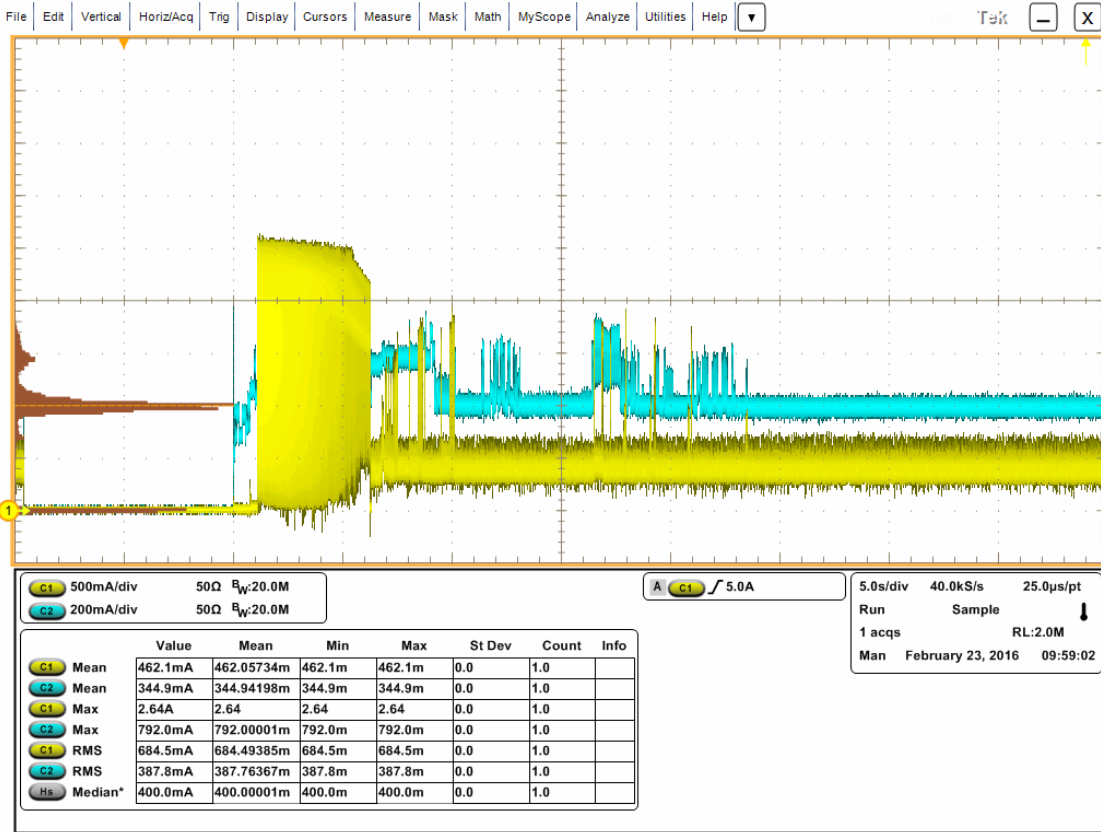 File Edit Vertical Horiz/Acq Trig Display Cursors Measure Mask Math MyScope Analyze Utilities Help Tek X
1
C1 500mA/div 50Ω BW:20.0M
C2 200mA/div 50Ω BW:20.0M
A C1 5.0A
5.0s/div 40.0kS/s 25.0µs/pt
Run Sample
1 acqs RL:2.0M
Man February 23, 2016 09:59:02
Value Mean Min Max St Dev Count Info
C1 Mean 462.1mA 462.05734m 462.1m 462.1m 0.0 1.0
C2 Mean 344.9mA 344.94198m 344.9m 344.9m 0.0 1.0
C1 Max 2.64A 2.64 2.64 2.64 0.0 1.0
C2 Max 792.0mA 792.00001m 792.0m 792.0m 0.0 1.0
C1 RMS 684.5mA 684.49385m 684.5m 684.5m 0.0 1.0
C2 RMS 387.8mA 387.76367m 387.8m 387.8m 0.0 1.0
Hs Median* 400.0mA 400.00001m 400.0m 400.0m 0.0 1.0